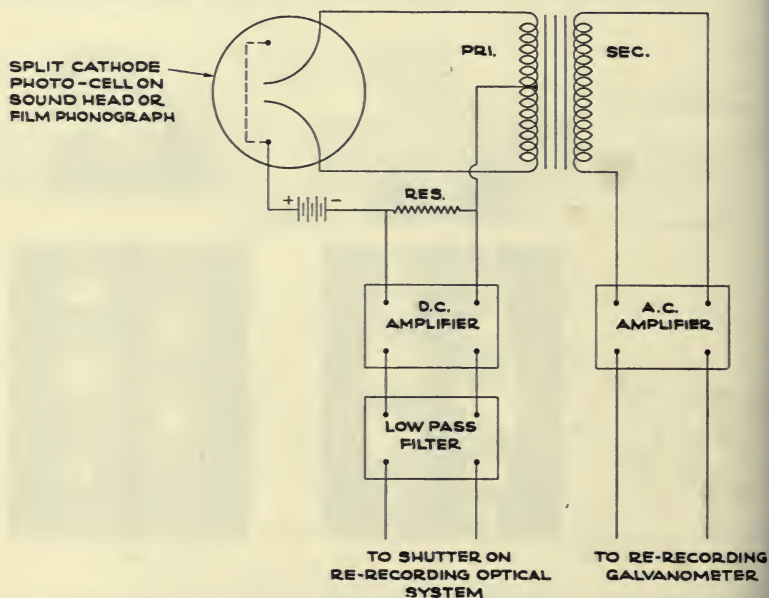 SPLIT CATHODE
PHOTO-CELL ON
SOUND HEAD OR
FILM PHONOGRAPH
PRI.
SEC.
+
-
RES.
D.C.
AMPLIFIER
A.C.
AMPLIFIER
LOW PASS
FILTER
TO SHUTTER ON
RE-RECORDING OPTICAL
SYSTEM
TO RE-RECORDING
GALVANOMETER